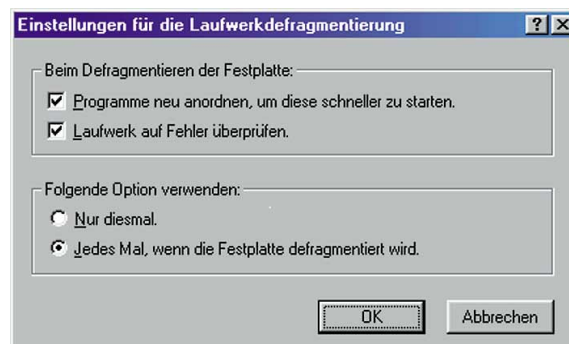 Einstellungen für die Laufwerkdefragmentierung
Beim Defragmentieren der Festplatte:
Programme neu anordnen, um diese schneller zu starten.
Laufwerk auf Fehler überprüfen.
Folgende Option verwenden:
Nur diesmal.
Jedes Mal, wenn die Festplatte defragmentiert wird.
OK
Abbrechen